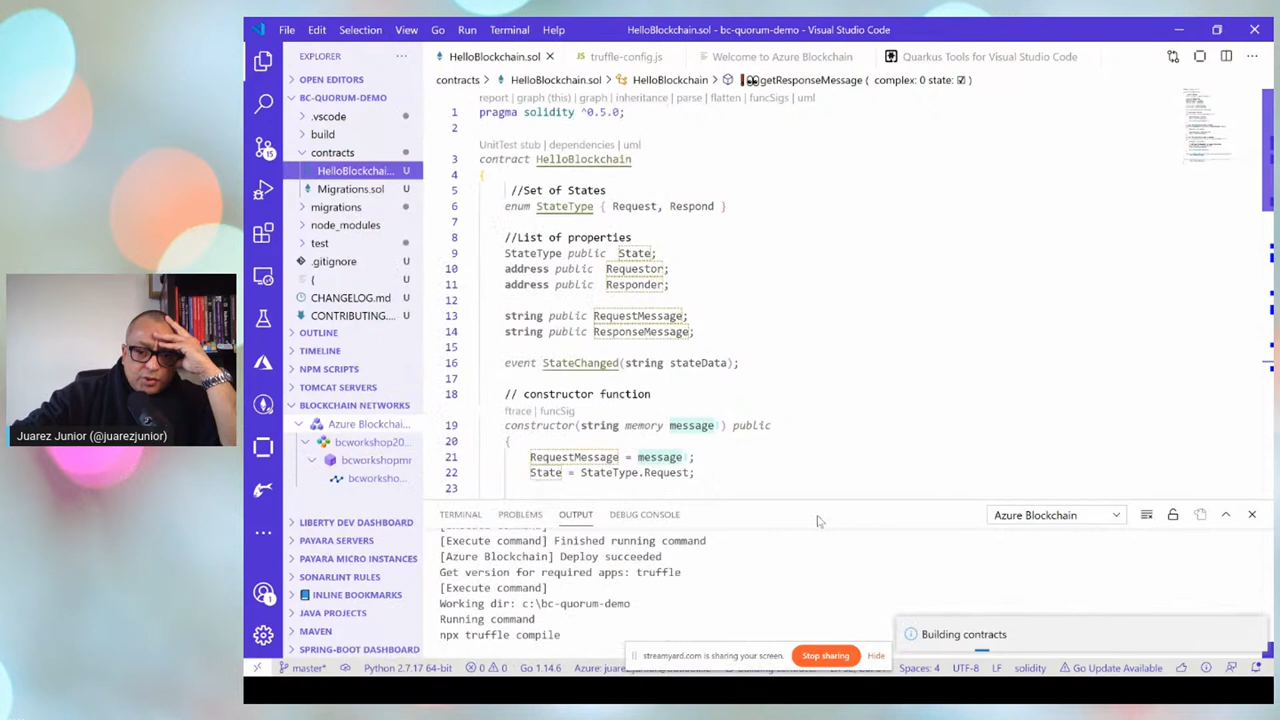 File Edit Selection View Go Run Terminal Help HelloBlockchain.sol - bc-quorum-demo - Visual Studio Code
EXPLORER
HelloBlockchain.sol truffle-config.js Welcome to Azure Blockchain Quarkus Tools for Visual Studio Code
contracts > HelloBlockchain.sol > HelloBlockchain > getResponseMessage ( complex: 0 state: ☑ )
OPEN EDITORS
BC-QUORUM-DEMO
.vscode
build
contracts
HelloBlockchai... U
Migrations.sol U
migrations
node_modules
test
.gitignore U
{ U
CHANGELOG.md U
CONTRIBUTING.... U
OUTLINE
TIMELINE
NPM SCRIPTS
TOMCAT SERVERS
BLOCKCHAIN NETWORKS
Azure Blockchai...
bcworkshop20...
bcworkshopmr
bcworksho...
LIBERTY DEV DASHBOARD
PAYARA SERVERS
PAYARA MICRO INSTANCES
SONARLINT RULES
INLINE BOOKMARKS
JAVA PROJECTS
MAVEN
SPRING-BOOT DASHBOARD
15
1
report | graph (this) | graph | inheritance | parse | flatten | funcSigs | uml
1 pragma solidity ^0.5.0;
2
Unittest stub | dependencies | uml
3 contract HelloBlockchain
4 {
5 //Set of States
6 enum StateType { Request, Respond }
7
8 //List of properties
9 StateType public State;
10 address public Requestor;
11 address public Responder;
12
13 string public RequestMessage;
14 string public ResponseMessage;
15
16 event StateChanged(string stateData);
17
18 // constructor function
ftrace | funcSig
19 constructor(string memory message) public
20 {
21 RequestMessage = message;
22 State = StateType.Request;
23
TERMINAL PROBLEMS OUTPUT DEBUG CONSOLE Azure Blockchain
[Execute command] Finished running command
[Azure Blockchain] Deploy succeeded
Get version for required apps: truffle
[Execute command]
Working dir: c:\bc-quorum-demo
Running command
npx truffle compile
Building contracts
streamyard.com is sharing your screen. Stop sharing Hide
master* Python 2.7.17 64-bit 0 0 Go 1.14.6 Spaces: 4 UTF-8 LF solidity Go Update Available
Juarez Junior (@juarezjunior)